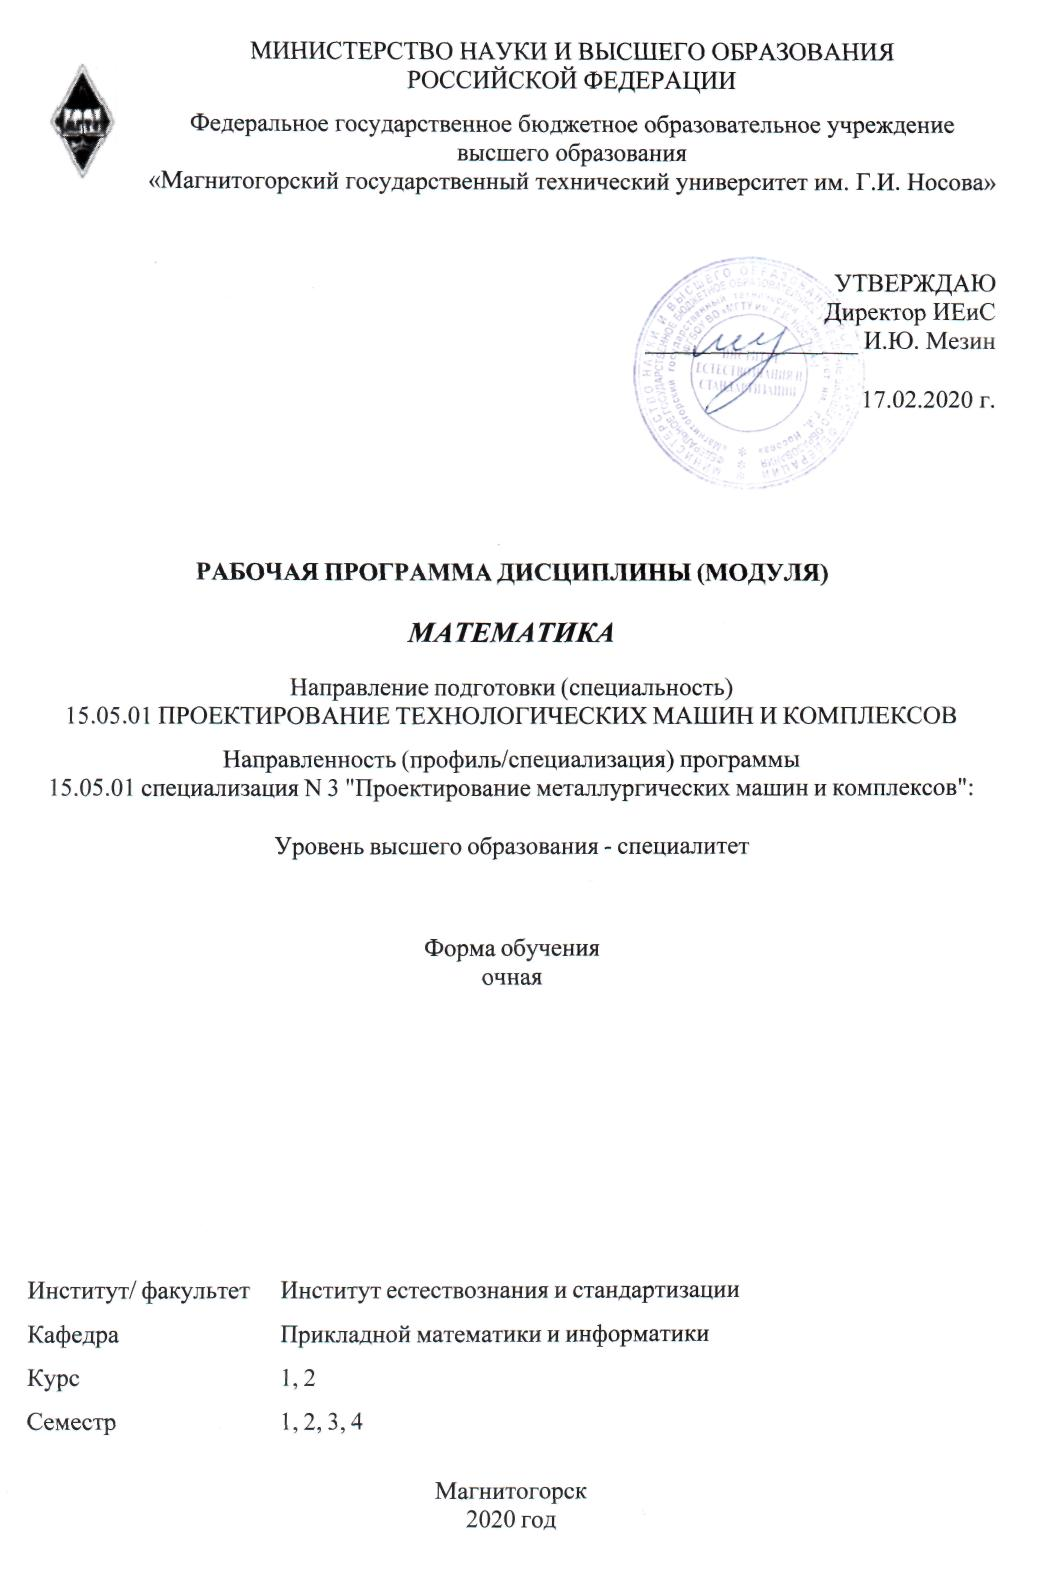 МИНИСТЕРСТВО НАУКИ И ВЫСШЕГО ОБРАЗОВАНИЯ
РОССИЙСКОЙ ФЕДЕРАЦИИ
Федеральное государственное бюджетное образовательное учреждение
высшего образования
«Магнитогорский государственный технический университет им. Г.И. Носова»
УТВЕРЖДАЮ
Директор ИЕиС
И.Ю. Мезин
17.02.2020 г.
ИНСТИТУТ
ЕСТЕСТВОЗНАНИЯ И
СТАНДАРТИЗАЦИИ
РАБОЧАЯ ПРОГРАММА ДИСЦИПЛИНЫ (МОДУЛЯ)
МАТЕМАТИКА
Направление подготовки (специальность)
15.05.01 ПРОЕКТИРОВАНИЕ ТЕХНОЛОГИЧЕСКИХ МАШИН И КОМПЛЕКСОВ
Направленность (профиль/специализация) программы
15.05.01 специализация N 3 "Проектирование металлургических машин и комплексов":
Уровень высшего образования - специалитет
Форма обучения
очная
Институт/ факультет Институт естествознания и стандартизации
Кафедра Прикладной математики и информатики
Курс 1, 2
Семестр 1, 2, 3, 4
Магнитогорск
2020 год